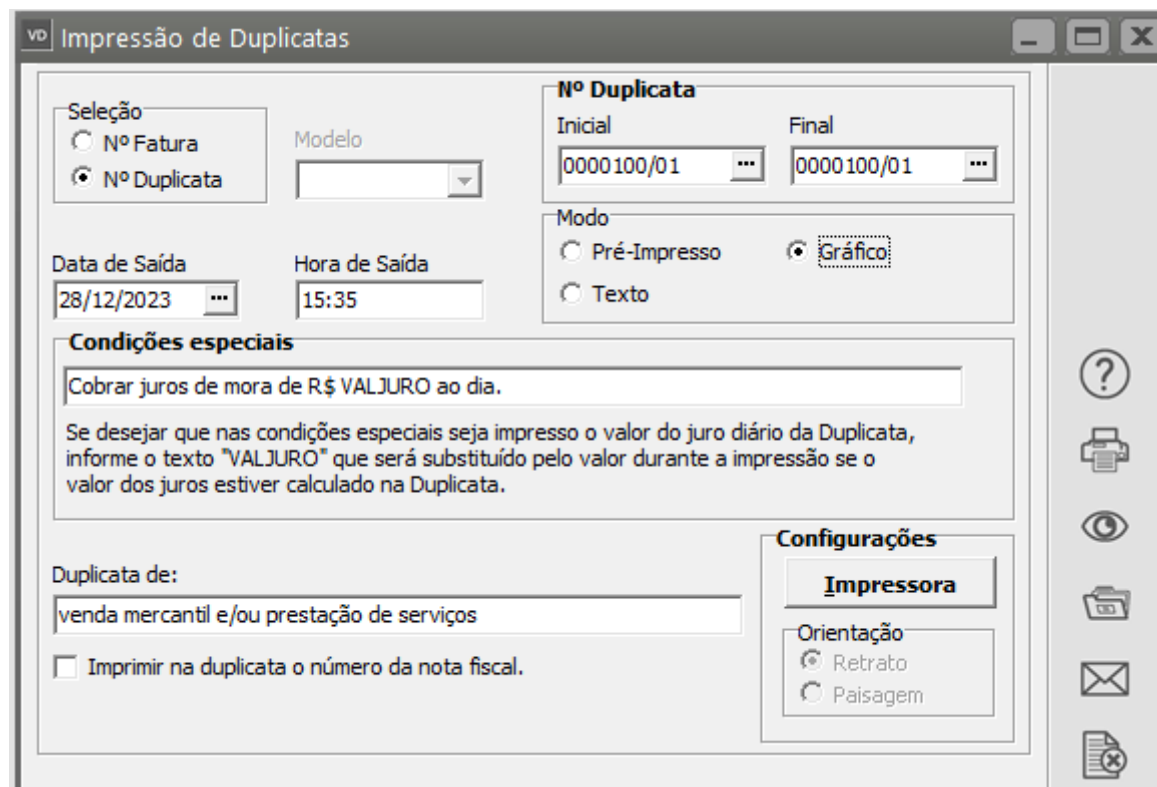 VD Impressão de Duplicatas
Seleção
Nº Fatura
Nº Duplicata
Modelo
Nº Duplicata
Inicial
Final
0000100/01 ...
0000100/01 ...
Modo
Pré-Impresso
Gráfico
Texto
Data de Saída
Hora de Saída
28/12/2023 ...
15:35
Condições especiais
Cobrar juros de mora de R$ VALJURO ao dia.
Se desejar que nas condições especiais seja impresso o valor do juro diário da Duplicata,
informe o texto "VALJURO" que será substituído pelo valor durante a impressão se o
valor dos juros estiver calculado na Duplicata.
Duplicata de:
venda mercantil e/ou prestação de serviços
Imprimir na duplicata o número da nota fiscal.
Configurações
Impressora
Orientação
Retrato
Paisagem